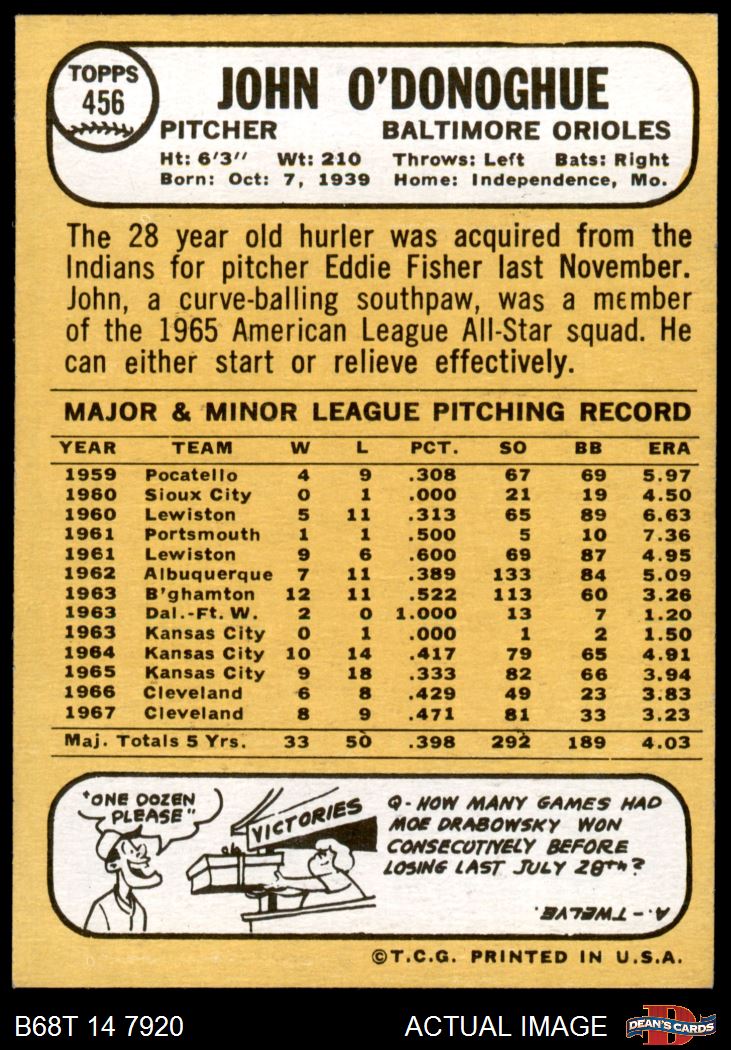 TOPPS
456
JOHN O'DONOGHUE
PITCHER BALTIMORE ORIOLES
Ht: 6'3" Wt: 210 Throws: Left Bats: Right
Born: Oct: 7, 1939 Home: Independence, Mo.
The 28 year old hurler was acquired from the
Indians for pitcher Eddie Fisher last November.
John, a curve-balling southpaw, was a member
of the 1965 American League All-Star squad. He
can either start or relieve effectively.
MAJOR & MINOR LEAGUE PITCHING RECORD
YEAR TEAM W L PCT. SO BB ERA
1959 Pocatello 4 9 .308 67 69 5.97
1960 Sioux City 0 1 .000 21 19 4.50
1960 Lewiston 5 11 .313 65 89 6.63
1961 Portsmouth 1 1 .500 5 10 7.36
1961 Lewiston 9 6 .600 69 87 4.95
1962 Albuquerque 7 11 .389 133 84 5.09
1963 B'ghamton 12 11 .522 113 60 3.26
1963 Dal.-Ft. W. 2 0 1.000 13 7 1.20
1963 Kansas City 0 1 .000 1 2 1.50
1964 Kansas City 10 14 .417 79 65 4.91
1965 Kansas City 9 18 .333 82 66 3.94
1966 Cleveland 6 8 .429 49 23 3.83
1967 Cleveland 8 9 .471 81 33 3.23
Maj. Totals 5 Yrs. 33 50 .398 292 189 4.03
"ONE DOZEN
PLEASE"
VICTORIES
Q- HOW MANY GAMES HAD
MOE DRABOWSKY WON
CONSECUTIVELY BEFORE
LOSING LAST JULY 28TH?
A.- TWELVE.
©T.C.G. PRINTED IN U.S.A.
B68T 14 7920 ACTUAL IMAGE
D
DEAN'S CARDS